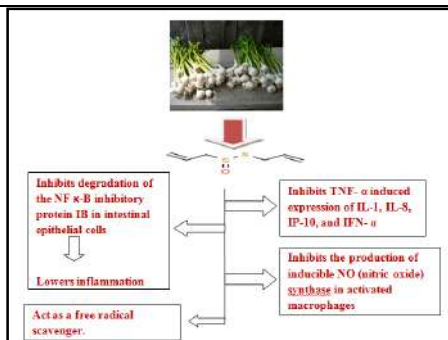 S
S
O
Inhibits degradation of
the NF κ-B inhibitory
protein IB in intestinal
epithelial cells
Lowers inflammation
Inhibits TNF- α induced
expression of IL-1, IL-8,
IP-10, and IFN- α
Inhibits the production of
inducible NO (nitric oxide)
synthase in activated
macrophages
Act as a free radical
scavenger.